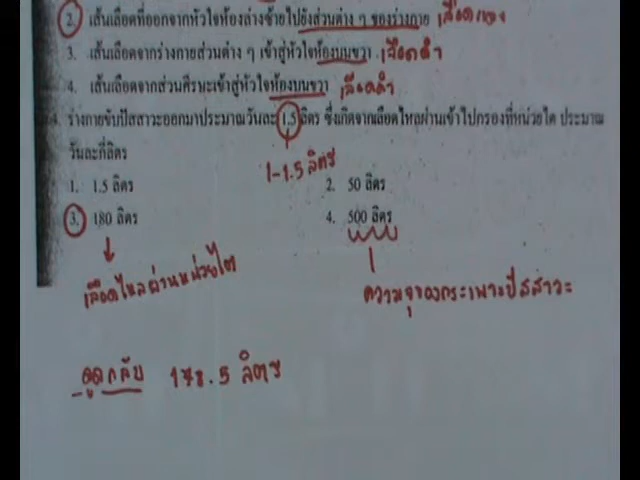 2. เส้นเลือดที่ออกจากหัวใจห้องล่างซ้ายไปยังส่วนต่าง ๆ ของร่างกาย เลือดแดง
3. เส้นเลือดจากร่างกายส่วนต่าง ๆ เข้าสู่หัวใจห้องบนขวา เลือดดำ
4. เส้นเลือดจากส่วนศีรษะเข้าสู่หัวใจห้องบนขวา เลือดดำ
4. ร่างกายขับปัสสาวะออกมาประมาณวันละ 1.5 ลิตร ซึ่งเกิดจากเลือดไหลผ่านเข้าไปกรองที่หน่วยไต ประมาณ
วันละกี่ลิตร
1-1.5 ลิตร
1. 1.5 ลิตร 2. 50 ลิตร
3. 180 ลิตร 4. 500 ลิตร
เลือดไหลผ่านหน่วยไต
ความจุของกระเพาะปัสสาวะ
ดูดกลับ 178.5 ลิตร